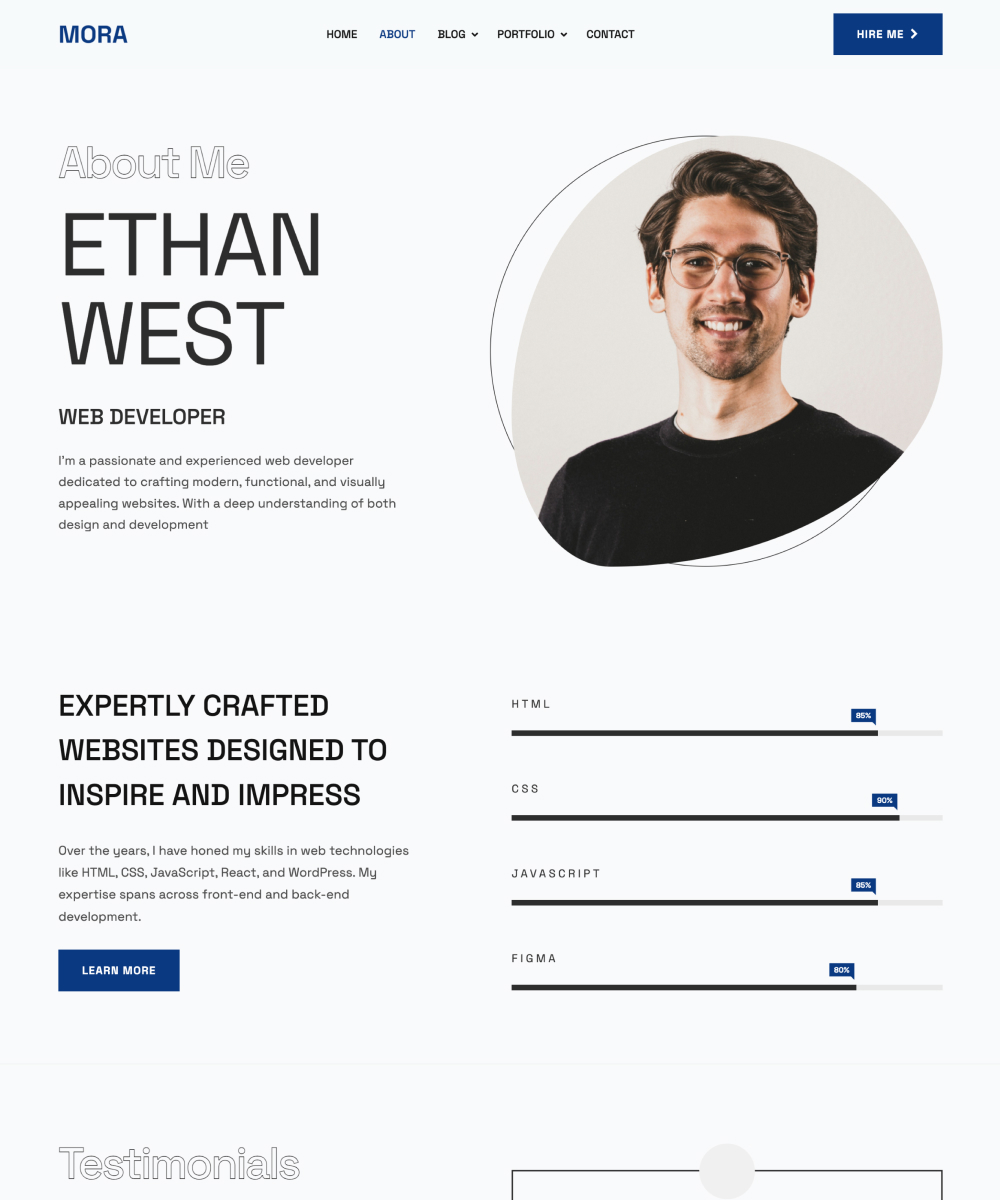 MORA
HOME
ABOUT
BLOG
PORTFOLIO
CONTACT
HIRE ME
About Me
ETHAN
WEST
WEB DEVELOPER
I'm a passionate and experienced web developer
dedicated to crafting modern, functional, and visually
appealing websites. With a deep understanding of both
design and development
EXPERTLY CRAFTED
WEBSITES DESIGNED TO
INSPIRE AND IMPRESS
Over the years, I have honed my skills in web technologies
like HTML, CSS, JavaScript, React, and WordPress. My
expertise spans across front-end and back-end
development.
LEARN MORE
HTML
85%
CSS
90%
JAVASCRIPT
85%
FIGMA
80%
Testimonials